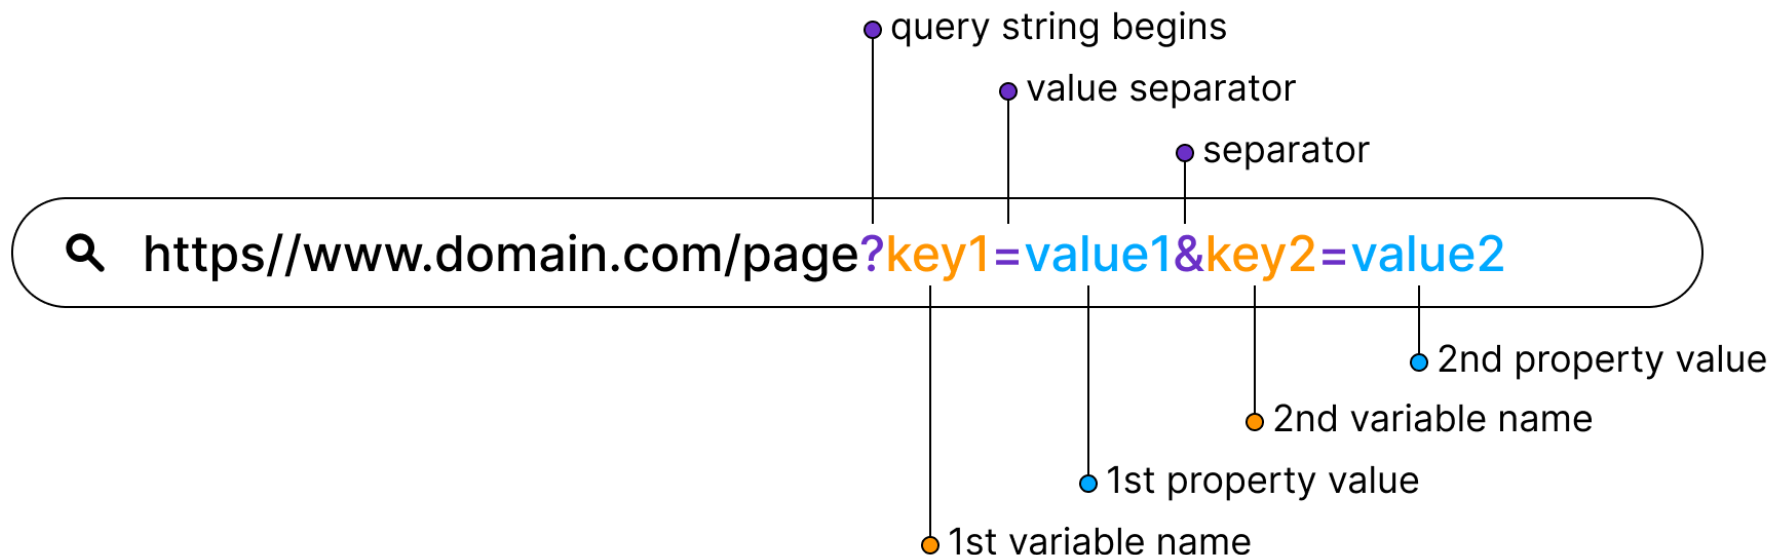 query string begins
value separator
separator
https//www.domain.com/page?key1=value1&key2=value2
2nd property value
2nd variable name
1st property value
1st variable name